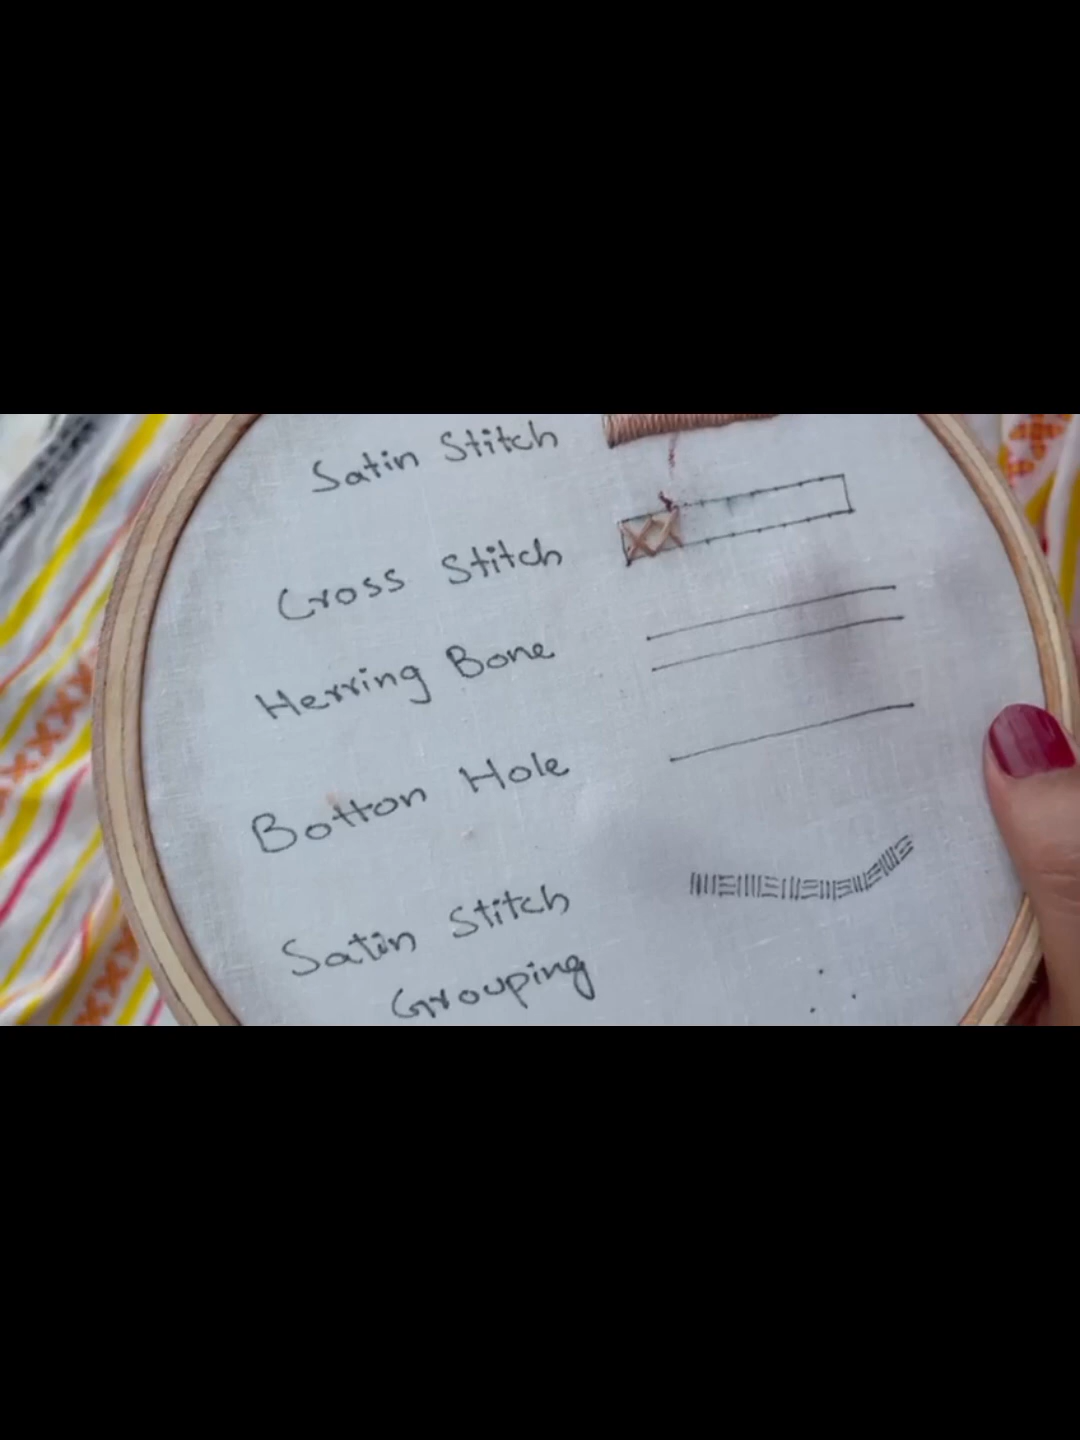 Satin Stitch
Cross Stitch
Herring Bone
Botton Hole
Satin Stitch
Grouping